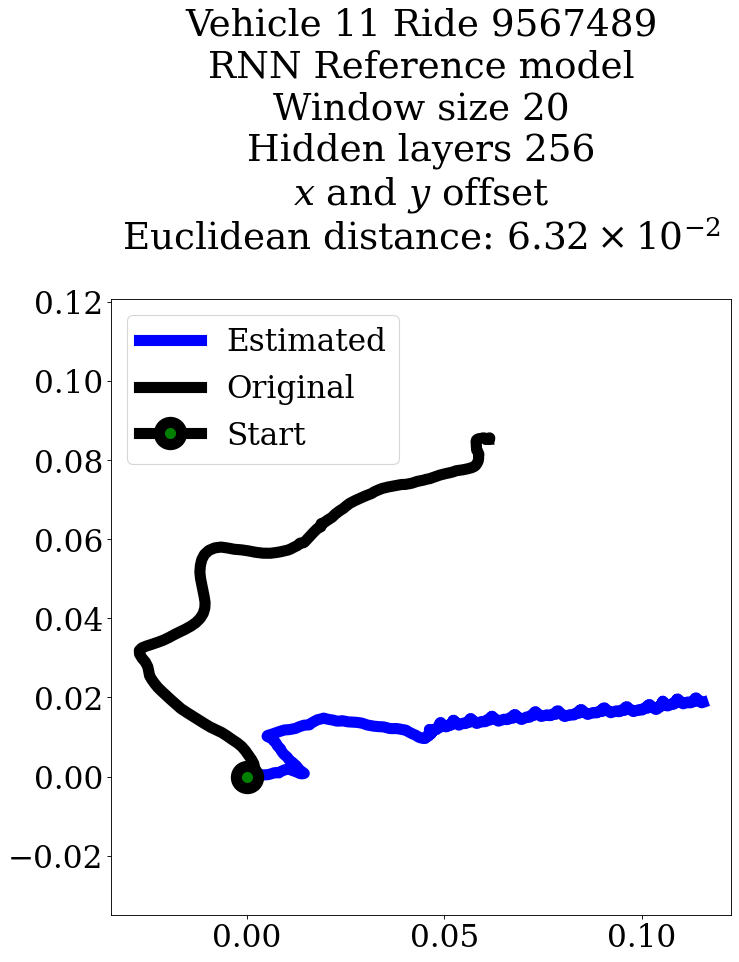 Vehicle 11 Ride 9567489
RNN Reference model
Window size 20
Hidden layers 256
x and y offset
Euclidean distance: 6.32 × 10⁻²
0.12
0.10
0.08
0.06
0.04
0.02
0.00
−0.02
Estimated
Original
Start
0.00 0.05 0.10